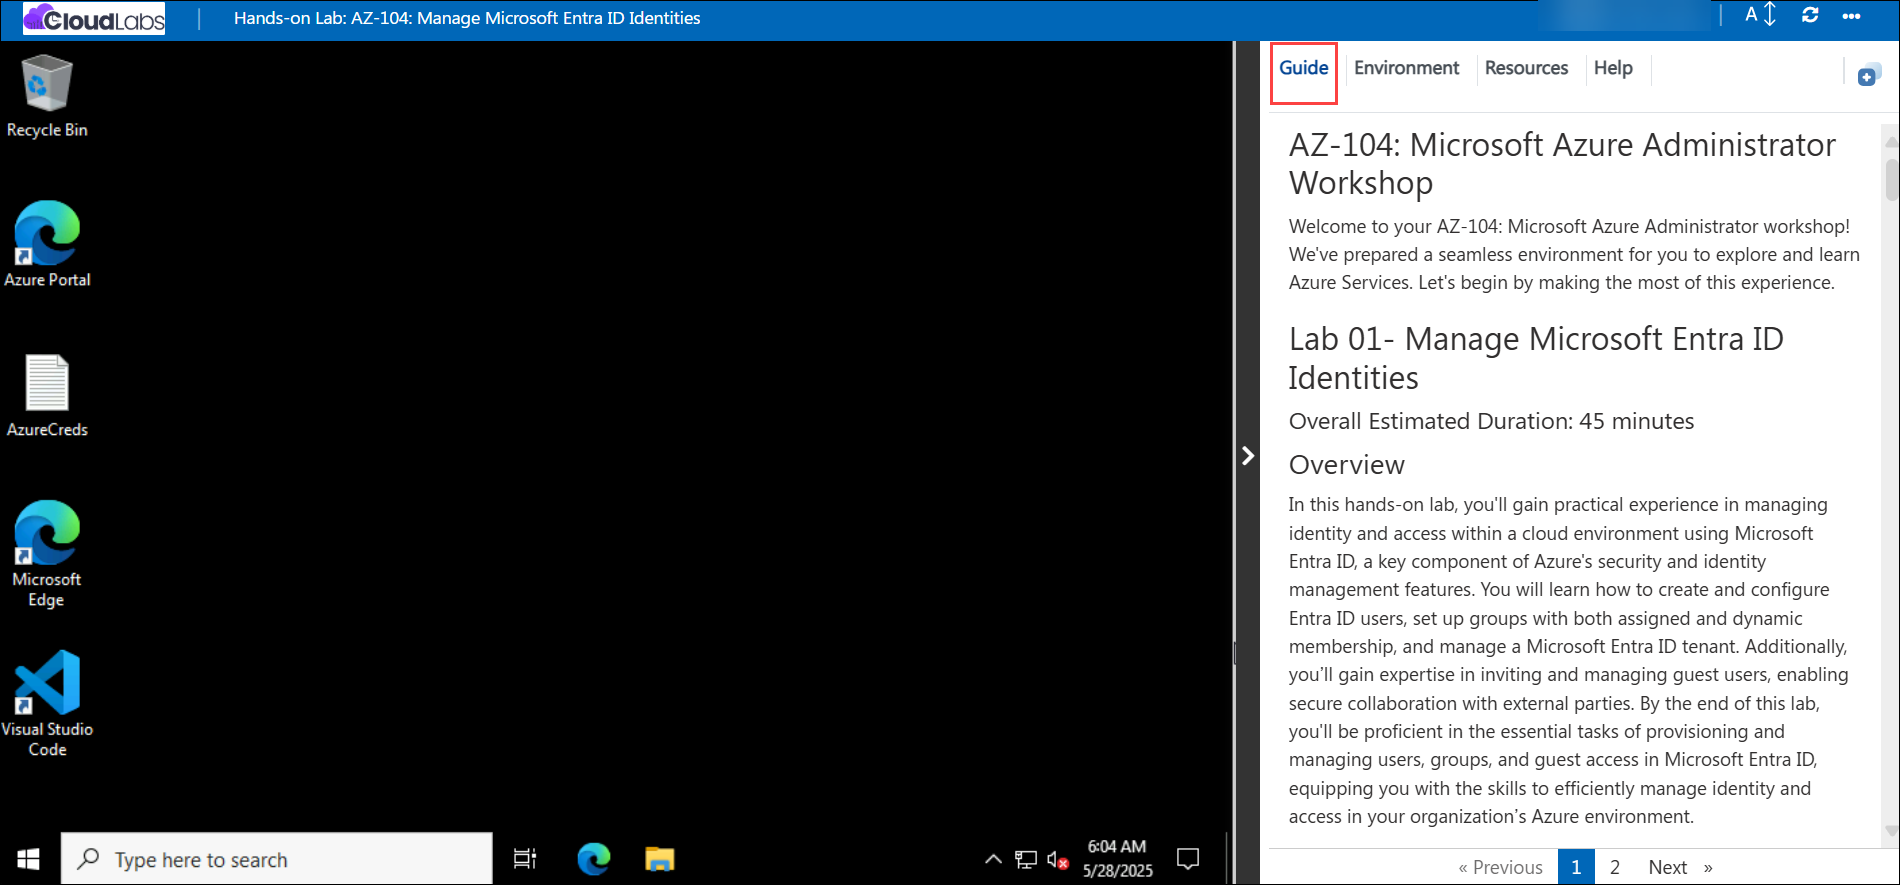 CloudLabs
Hands-on Lab: AZ-104: Manage Microsoft Entra ID Identities
A
Recycle Bin
Azure Portal
AzureCreds
Microsoft
Edge
Visual Studio
Code
Type here to search
6:04 AM
5/28/2025
Guide
Environment
Resources
Help
AZ-104: Microsoft Azure Administrator
Workshop
Welcome to your AZ-104: Microsoft Azure Administrator workshop!
We've prepared a seamless environment for you to explore and learn
Azure Services. Let's begin by making the most of this experience.
Lab 01- Manage Microsoft Entra ID
Identities
Overall Estimated Duration: 45 minutes
Overview
In this hands-on lab, you'll gain practical experience in managing
identity and access within a cloud environment using Microsoft
Entra ID, a key component of Azure's security and identity
management features. You will learn how to create and configure
Entra ID users, set up groups with both assigned and dynamic
membership, and manage a Microsoft Entra ID tenant. Additionally,
you’ll gain expertise in inviting and managing guest users, enabling
secure collaboration with external parties. By the end of this lab,
you'll be proficient in the essential tasks of provisioning and
managing users, groups, and guest access in Microsoft Entra ID,
equipping you with the skills to efficiently manage identity and
access in your organization’s Azure environment.
« Previous 1 2 Next »